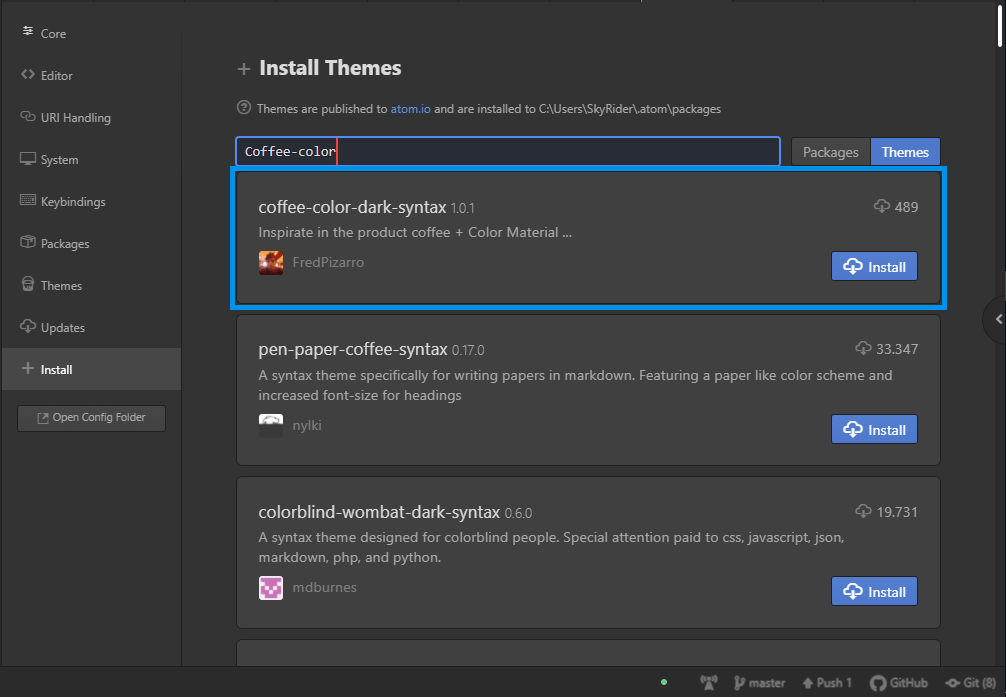 Core
Editor
URI Handling
System
Keybindings
Packages
Themes
Updates
Install
Open Config Folder
Install Themes
Themes are published to atom.io and are installed to C:\Users\SkyRider\.atom\packages
Coffee-color
Packages
Themes
coffee-color-dark-syntax 1.0.1
489
Inspirate in the product coffee + Color Material ...
FredPizarro
Install
pen-paper-coffee-syntax 0.17.0
33.347
A syntax theme specifically for writing papers in markdown. Featuring a paper like color scheme and
increased font-size for headings
nylki
Install
colorblind-wombat-dark-syntax 0.6.0
19.731
A syntax theme designed for colorblind people. Special attention paid to css, javascript, json,
markdown, php, and python.
mdburnes
Install
master
Push 1
GitHub
Git (8)